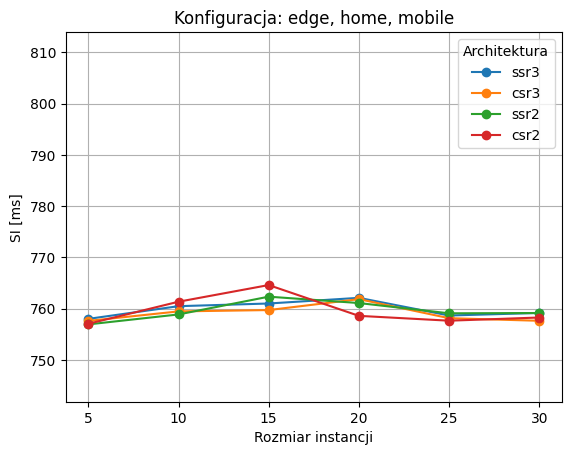 Konfiguracja: edge, home, mobile
810
800
790
780
770
760
750
SI [ms]
Architektura
ssr3
csr3
ssr2
csr2
5 10 15 20 25 30
Rozmiar instancji